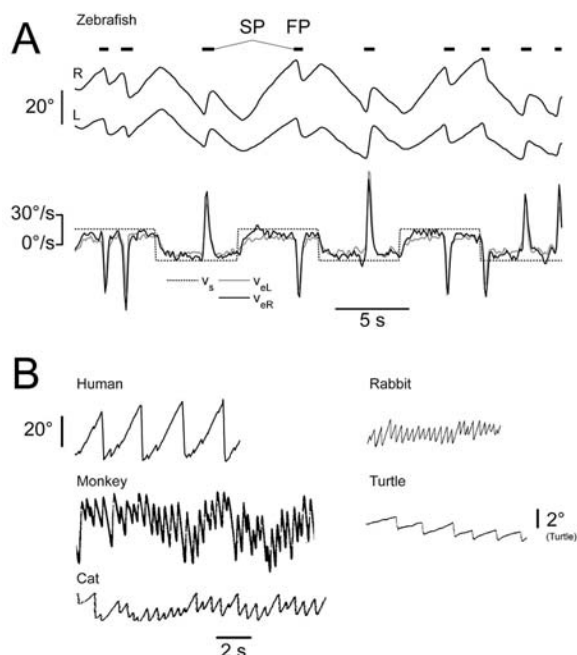 A
Zebrafish
SP FP
R
20°
L
30°/s
0°/s
vs veL
veR
5 s
B
Human
Rabbit
20°
Monkey
Turtle
2°
(Turtle)
Cat
2 s